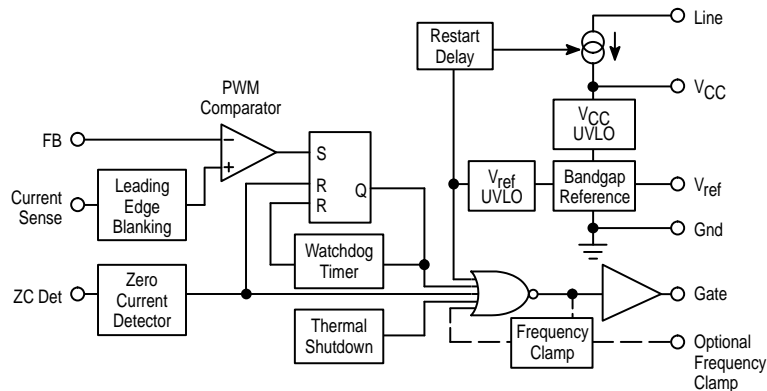 Restart
Delay
Line
VCC
VCC
UVLO
PWM
Comparator
FB
−
+
S
R
R
Q
Current
Sense
Leading
Edge
Blanking
Vref
UVLO
Bandgap
Reference
Vref
Gnd
Watchdog
Timer
ZC Det
Zero
Current
Detector
Gate
Thermal
Shutdown
Frequency
Clamp
Optional
Frequency
Clamp